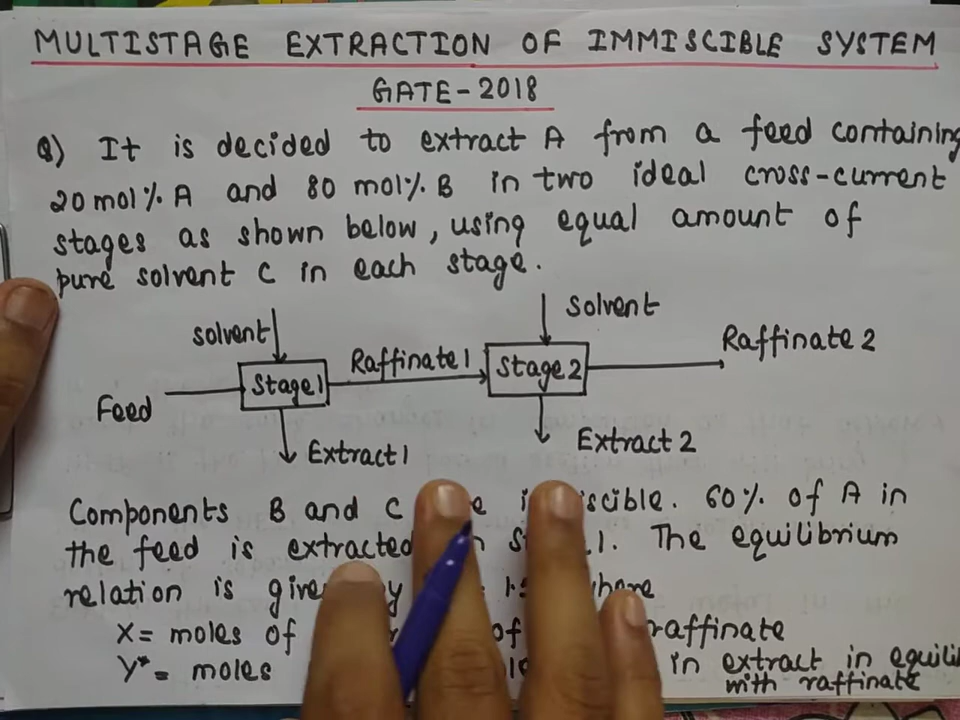 MULTISTAGE EXTRACTION OF IMMISCIBLE SYSTEM
GATE-2018
Q) It is decided to extract A from a feed containing
20 mol% A and 80 mol% B in two ideal cross-current
stages as shown below, using equal amount of
pure solvent C in each stage.
solvent
solvent
Raffinate 2
Raffinate 1
Stage 1
Stage 2
Feed
Extract 1
Extract 2
Components B and C. 60% of A in
the feed is extracted 1. The equilibrium
relation is
X = moles of of raffinate
Y* = moles in extract in
with raffinate